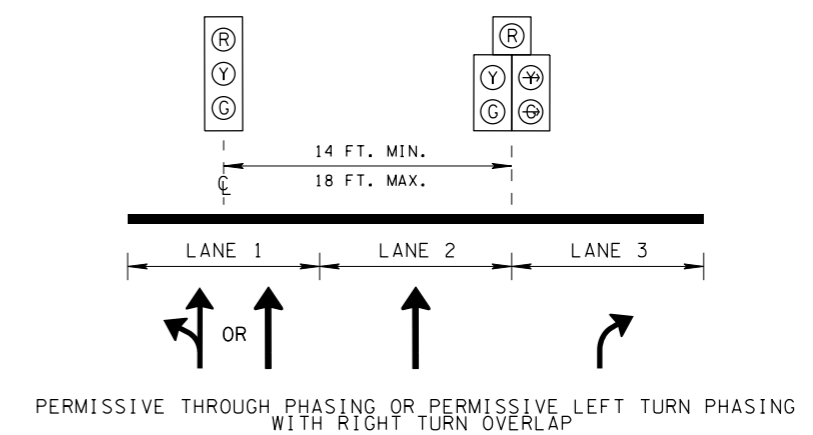 R
R
Y
Y Y
G
G G
14 FT. MIN.
18 FT. MAX.
℄
LANE 1 LANE 2 LANE 3
OR
PERMISSIVE THROUGH PHASING OR PERMISSIVE LEFT TURN PHASING
WITH RIGHT TURN OVERLAP